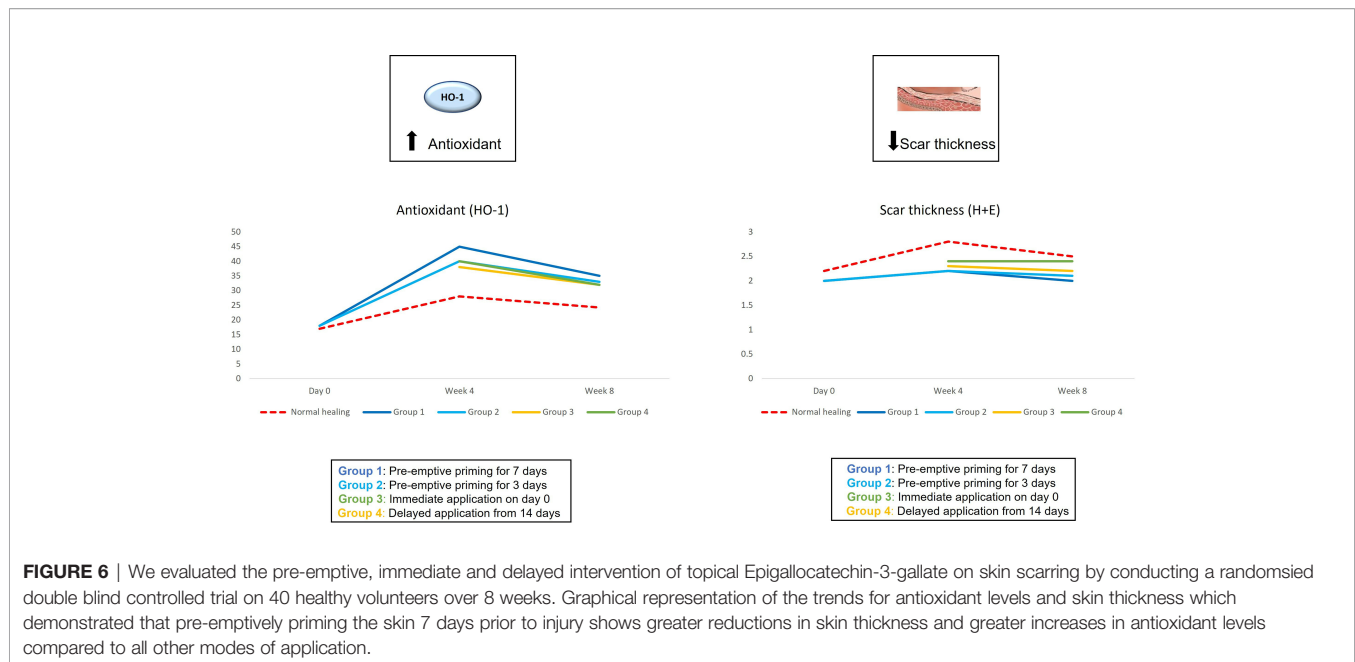 HO-1
⬆ Antioxidant
⬇Scar thickness
Antioxidant (HO-1)
50
45
40
35
30
25
20
15
10
5
0
Day 0 Week 4 Week 8
Normal healing Group 1 Group 2 Group 3 Group 4
Scar thickness (H+E)
3
2.5
2
1.5
1
0.5
0
Day 0 Week 4 Week 8
Normal healing Group 1 Group 2 Group 3 Group 4
Group 1: Pre-emptive priming for 7 days
Group 2: Pre-emptive priming for 3 days
Group 3: Immediate application on day 0
Group 4: Delayed application from 14 days
Group 1: Pre-emptive priming for 7 days
Group 2: Pre-emptive priming for 3 days
Group 3: Immediate application on day 0
Group 4: Delayed application from 14 days
FIGURE 6 | We evaluated the pre-emptive, immediate and delayed intervention of topical Epigallocatechin-3-gallate on skin scarring by conducting a randomsied
double blind controlled trial on 40 healthy volunteers over 8 weeks. Graphical representation of the trends for antioxidant levels and skin thickness which
demonstrated that pre-emptively priming the skin 7 days prior to injury shows greater reductions in skin thickness and greater increases in antioxidant levels
compared to all other modes of application.